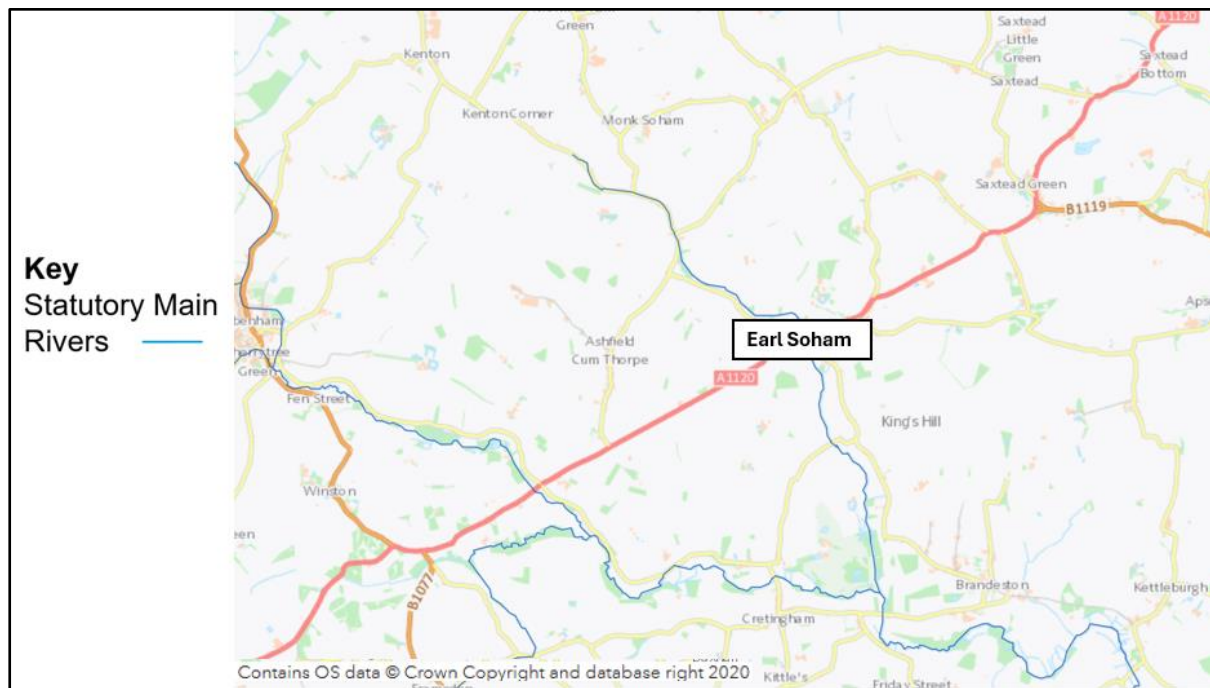 Key
Statutory Main
Rivers
Green
A1120
Saxtead
Little
Green
Saxtead
Bottom
Kenton
Saxtead
Kenton Corner
Monk Soham
Saxtead Green
B1119
Earl Soham
Ashfield
Cum Thorpe
A1120
Green
Fen Street
King's Hill
Winston
B1077
Brandeston
Kettleburgh
Cretingham
Kittle's
Friday Street
Contains OS data © Crown Copyright and database right 2020